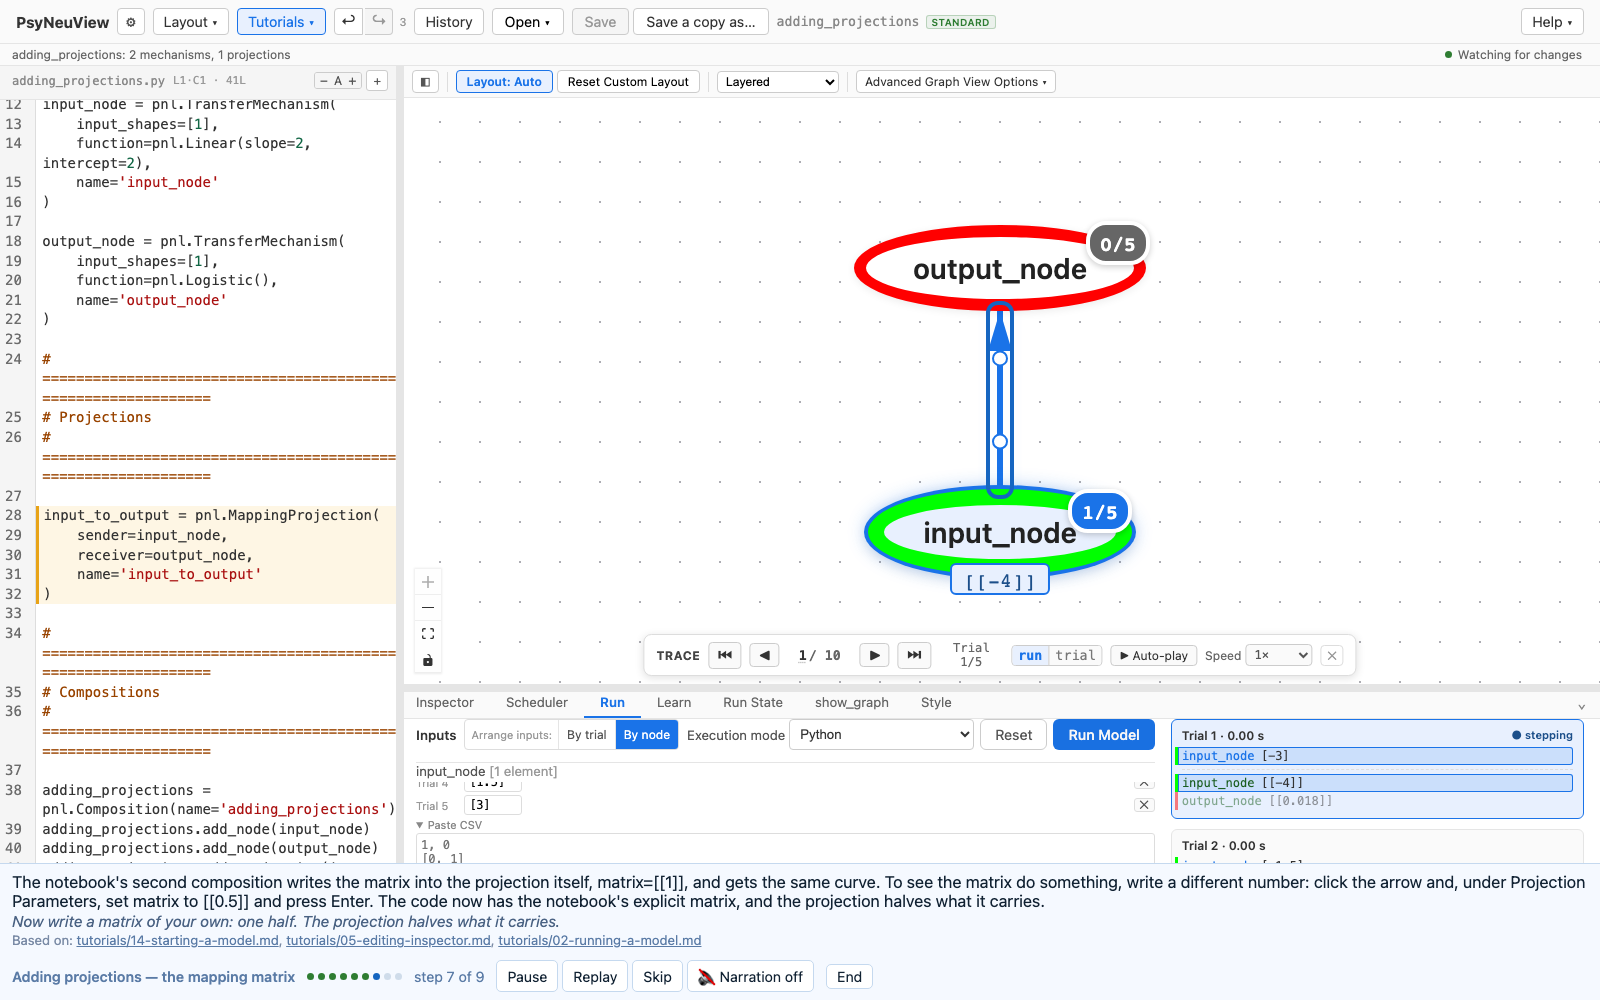 PsyNeuView
Layout ▾
Tutorials ▾
3
History
Open ▾
Save
Save a copy as...
adding_projections
STANDARD
Help ▾
adding_projections: 2 mechanisms, 1 projections
Watching for changes
adding_projections.py L1·C1 · 41L
− A +
+
Layout: Auto
Reset Custom Layout
Layered
Advanced Graph View Options ▾
12 input_node = pnl.TransferMechanism(
13 input_shapes=[1],
14 function=pnl.Linear(slope=2,
intercept=2),
15 name='input_node'
16 )
17
18 output_node = pnl.TransferMechanism(
19 input_shapes=[1],
20 function=pnl.Logistic(),
21 name='output_node'
22 )
23
24 #
==========================================
====================
25 # Projections
26 #
==========================================
====================
27
28 input_to_output = pnl.MappingProjection(
29 sender=input_node,
30 receiver=output_node,
31 name='input_to_output'
32 )
33
34 #
==========================================
====================
35 # Compositions
36 #
==========================================
====================
37
38 adding_projections =
pnl.Composition(name='adding_projections')
39 adding_projections.add_node(input_node)
40 adding_projections.add_node(output_node)
output_node
0/5
input_node
1/5
[[-4]]
TRACE
1 / 10
Trial
1/5
run
trial
Auto-play
Speed
1×
Inspector
Scheduler
Run
Learn
Run State
show_graph
Style
Inputs
Arrange inputs:
By trial
By node
Execution mode
Python
Reset
Run Model
input_node [1 element]
Trial 4 [1.5]
Trial 5 [3]
▾ Paste CSV
1, 0
[0, 1]
Trial 1 · 0.00 s
stepping
input_node [-3]
input_node [[-4]]
output_node [[0.018]]
Trial 2 · 0.00 s
The notebook's second composition writes the matrix into the projection itself, matrix=[[1]], and gets the same curve. To see the matrix do something, write a different number: click the arrow and, under Projection
Parameters, set matrix to [[0.5]] and press Enter. The code now has the notebook's explicit matrix, and the projection halves what it carries.
Now write a matrix of your own: one half. The projection halves what it carries.
Based on: tutorials/14-starting-a-model.md, tutorials/05-editing-inspector.md, tutorials/02-running-a-model.md
Adding projections — the mapping matrix
step 7 of 9
Pause
Replay
Skip
Narration off
End